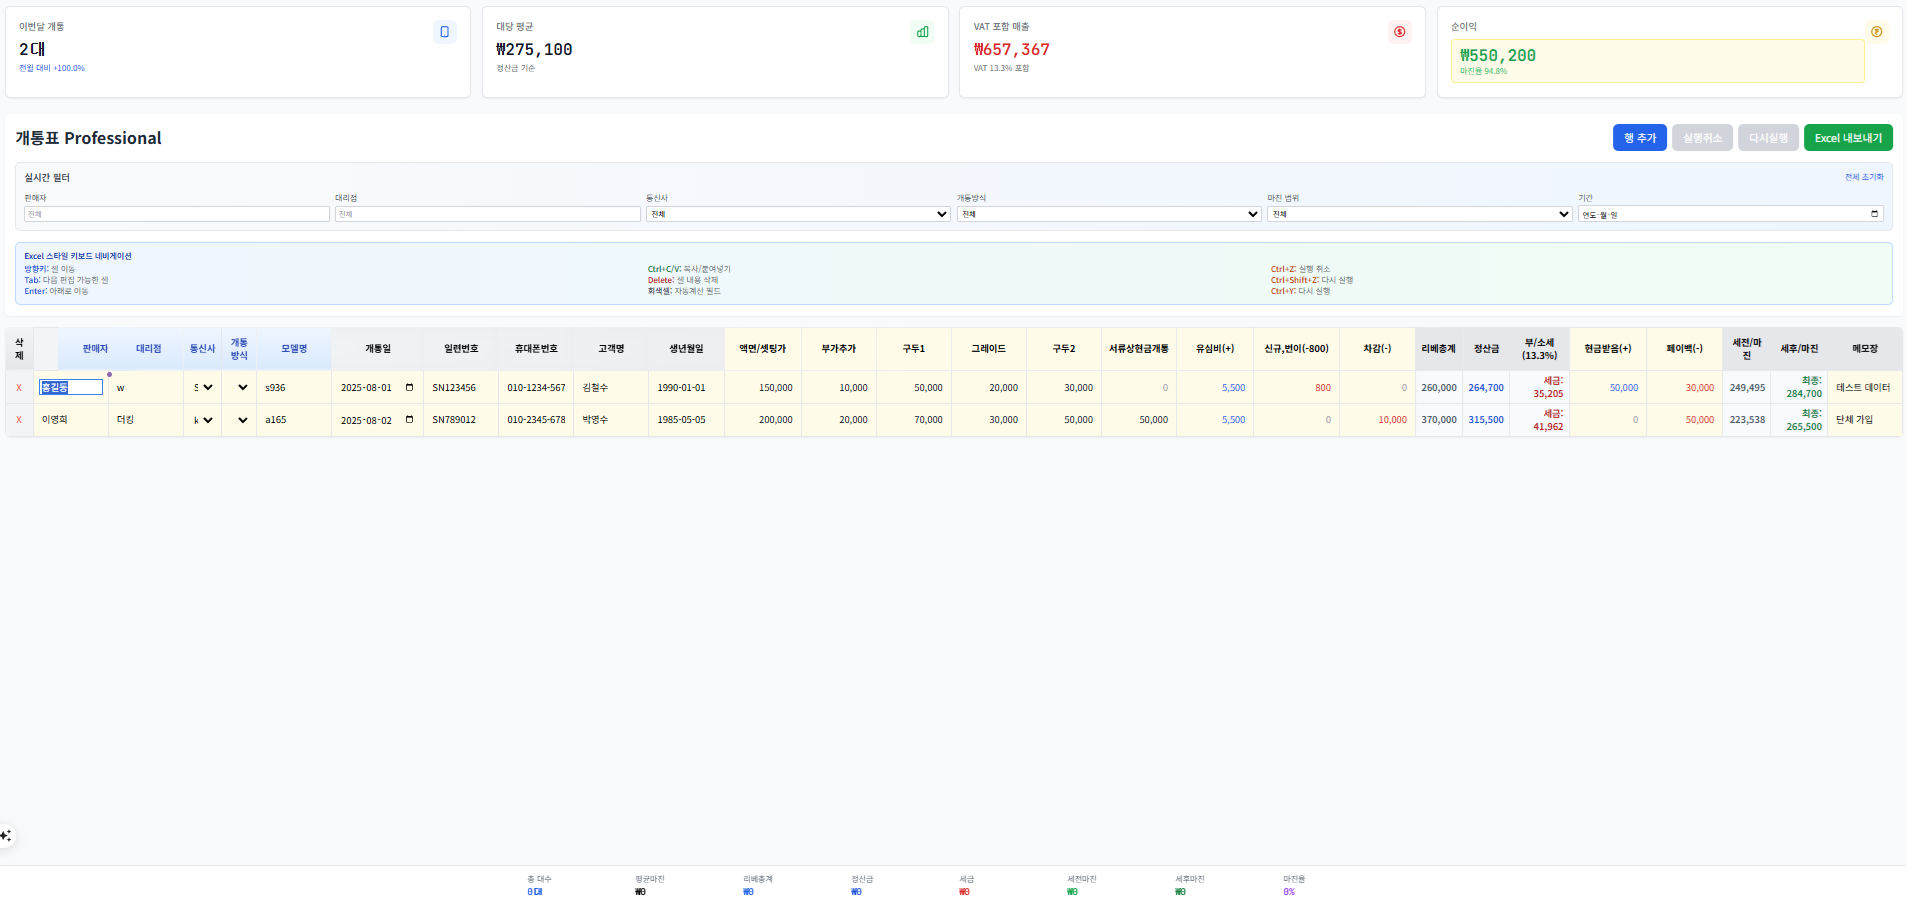 이번달 개통
2대
전월 대비 +100.0%
대당 평균
₩275,100
정산금 기준
VAT 포함 매출
₩657,367
VAT 13.3% 포함
순이익
₩550,200
마진율 94.8%
개통표 Professional
행 추가
실행취소
다시실행
Excel 내보내기
실시간 필터
전체 초기화
판매자
대리점
통신사
개통방식
마진 범위
기간
전체
전체
전체
전체
전체
연도-월-일
Excel 스타일 키보드 네비게이션
방향키: 셀 이동
Tab: 다음 편집 가능한 셀
Enter: 아래로 이동
Ctrl+C/V: 복사/붙여넣기
Delete: 셀 내용 삭제
회색셀: 자동계산 필드
Ctrl+Z: 실행 취소
Ctrl+Shift+Z: 다시 실행
Ctrl+Y: 다시 실행
삭제 판매자 대리점 통신사 개통방식 모델명 개통일 일련번호 휴대폰번호 고객명 생년월일 액면/셋팅가 부가추가 구두1 그레이드 구두2 서류상현금개통 유심비(+) 신규,번이(-800) 차감(-) 리베총계 정산금 부/소세(13.3%) 현금받음(+) 페이백(-) 세전/마진 세후/마진 메모장
X 홍길동 w S s936 2025-08-01 SN123456 010-1234-567 김철수 1990-01-01 150,000 10,000 50,000 20,000 30,000 0 5,500 800 0 260,000 264,700 세금: 35,205 50,000 30,000 249,495 최종: 284,700 테스트 데이터
X 이영희 더킹 k a165 2025-08-02 SN789012 010-2345-678 박영수 1985-05-05 200,000 20,000 70,000 30,000 50,000 50,000 5,500 0 10,000 370,000 315,500 세금: 41,962 0 50,000 223,538 최종: 265,500 단체 가입
총 대수
0대
평균마진
₩0
리베총계
₩0
정산금
₩0
세금
₩0
세전마진
₩0
세후마진
₩0
마진율
0%